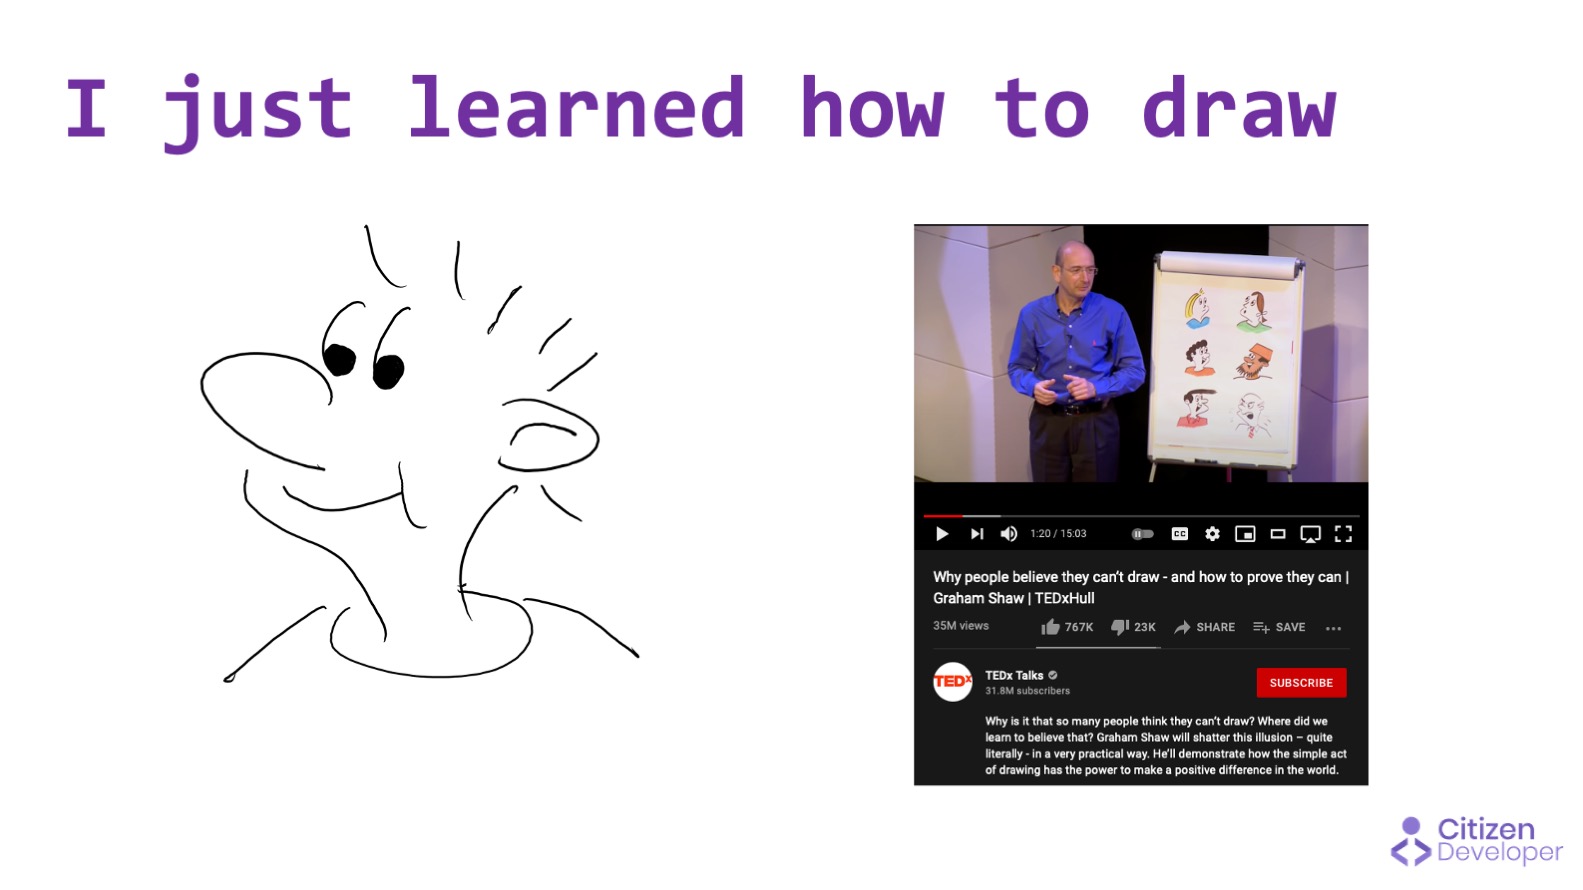 I just learned how to draw
1:20 / 15:03
CC
Why people believe they can't draw - and how to prove they can |
Graham Shaw | TEDxHull
35M views
767K
23K
SHARE
SAVE
TEDx
TEDx Talks
31.8M subscribers
SUBSCRIBE
Why is it that so many people think they can't draw? Where did we
learn to believe that? Graham Shaw will shatter this illusion – quite
literally - in a very practical way. He'll demonstrate how the simple act
of drawing has the power to make a positive difference in the world.
Citizen
Developer